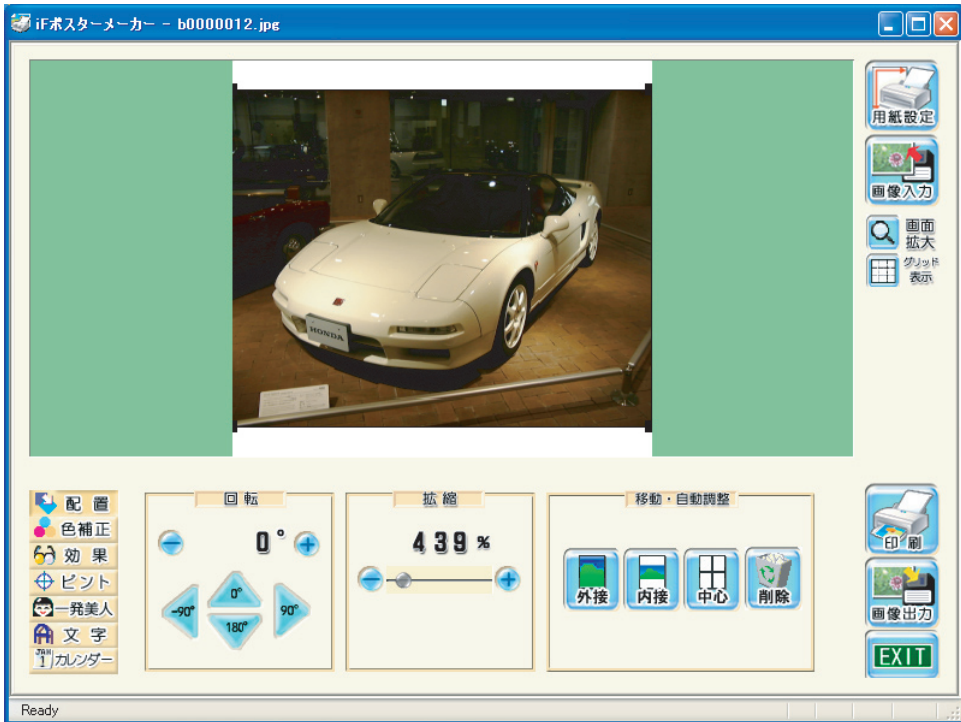 iFポスターメーカー - b0000012.jpg
用紙設定
画像入力
画面
拡大
グリッド
表示
HONDA
配 置
色補正
効 果
ピント
一発美人
文 字
JAN
1
カレンダー
回 転
0°
-90°
0°
90°
180°
拡 縮
439 %
移動・自動調整
外接
内接
中心
削除
印 刷
画像出力
EXIT
Ready